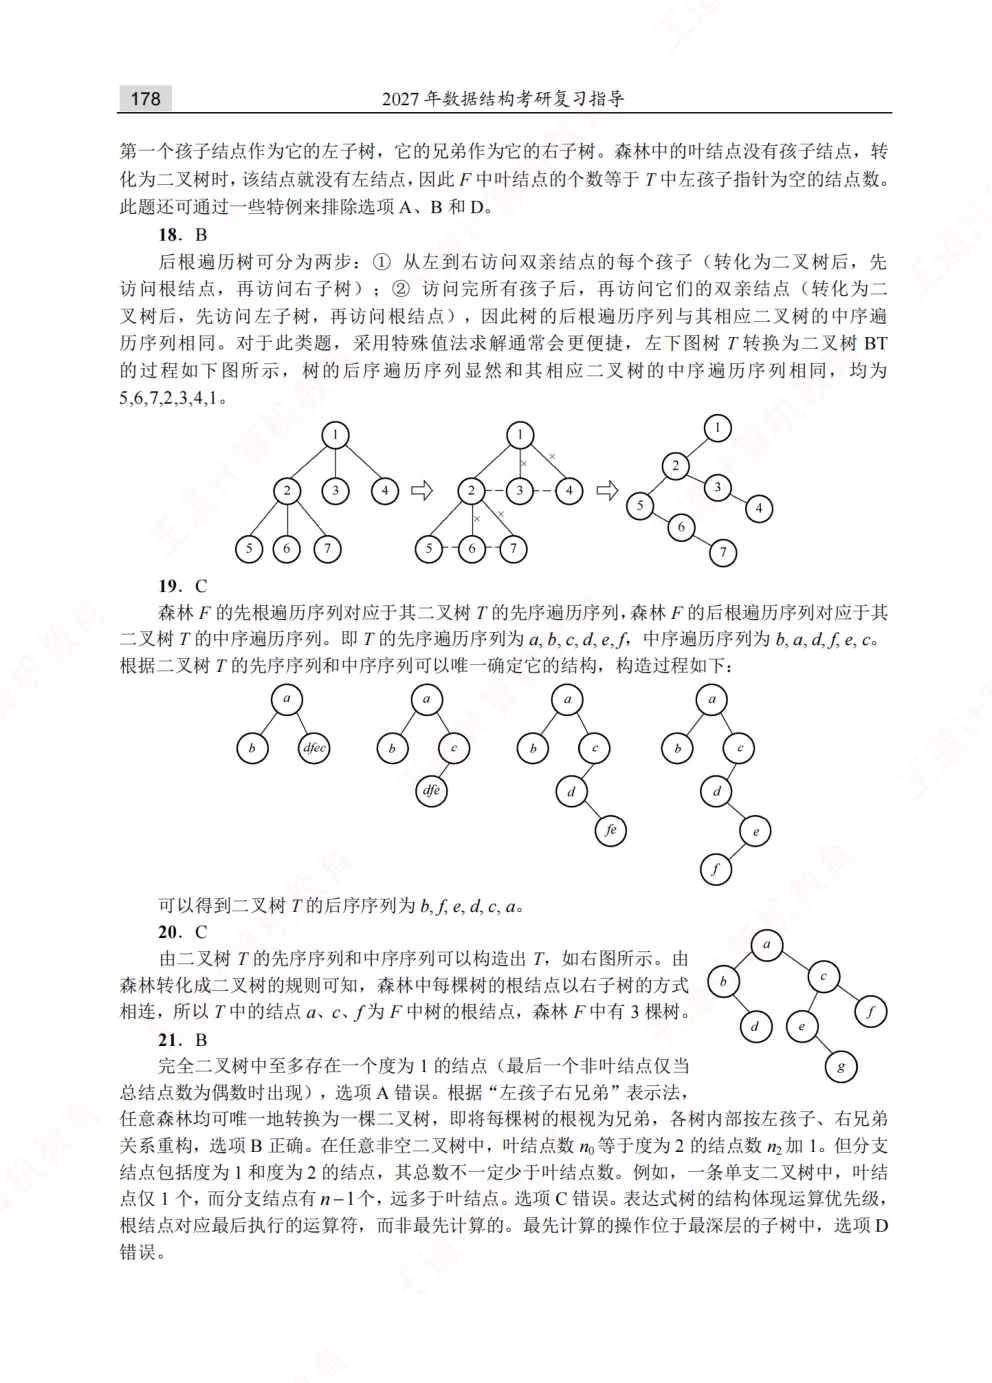 178
2027 年数据结构考研复习指导
第一个孩子结点作为它的左子树，它的兄弟作为它的右子树。森林中的叶结点没有孩子结点，转
化为二叉树时，该结点就没有左结点，因此 F 中叶结点的个数等于 T 中左孩子指针为空的结点数。
此题还可通过一些特例来排除选项 A、B 和 D。
18．B
后根遍历树可分为两步：① 从左到右访问双亲结点的每个孩子（转化为二叉树后，先
访问根结点，再访问右子树）；② 访问完所有孩子后，再访问它们的双亲结点（转化为二
叉树后，先访问左子树，再访问根结点），因此树的后根遍历序列与其相应二叉树的中序遍
历序列相同。对于此类题，采用特殊值法求解通常会更便捷，左下图树 T 转换为二叉树 BT
的过程如下图所示，树的后序遍历序列显然和其相应二叉树的中序遍历序列相同，均为
5,6,7,2,3,4,1。
1 1 1
2 3 4 2 3 4 2 3 4
5 6 7 5 6 7 5 6 7
19．C
森林 F 的先根遍历序列对应于其二叉树 T 的先序遍历序列，森林 F 的后根遍历序列对应于其
二叉树 T 的中序遍历序列。即 T 的先序遍历序列为 a, b, c, d, e, f，中序遍历序列为 b, a, d, f, e, c。
根据二叉树 T 的先序序列和中序序列可以唯一确定它的结构，构造过程如下：
a a a a
b dfec b c b c b c
dfe d d
fe e
f
可以得到二叉树 T 的后序序列为 b, f, e, d, c, a。
20．C
由二叉树 T 的先序序列和中序序列可以构造出 T，如右图所示。由
森林转化成二叉树的规则可知，森林中每棵树的根结点以右子树的方式
相连，所以 T 中的结点 a、c、f 为 F 中树的根结点，森林 F 中有 3 棵树。
a
b c
d e f
g
21．B
完全二叉树中至多存在一个度为 1 的结点（最后一个非叶结点仅当
总结点数为偶数时出现），选项 A 错误。根据“左孩子右兄弟”表示法，
任意森林均可唯一地转换为一棵二叉树，即将每棵树的根视为兄弟，各树内部按左孩子、右兄弟
关系重构，选项 B 正确。在任意非空二叉树中，叶结点数 n₀ 等于度为 2 的结点数 n₂ 加 1。但分支
结点包括度为 1 和度为 2 的结点，其总数不一定少于叶结点数。例如，一条单支二叉树中，叶结
点仅 1 个，而分支结点有 n−1 个，远多于叶结点。选项 C 错误。表达式树的结构体现运算优先级，
根结点对应最后执行的运算符，而非最先计算的。最先计算的操作位于最深层的子树中，选项 D
错误。
王道计算机教育